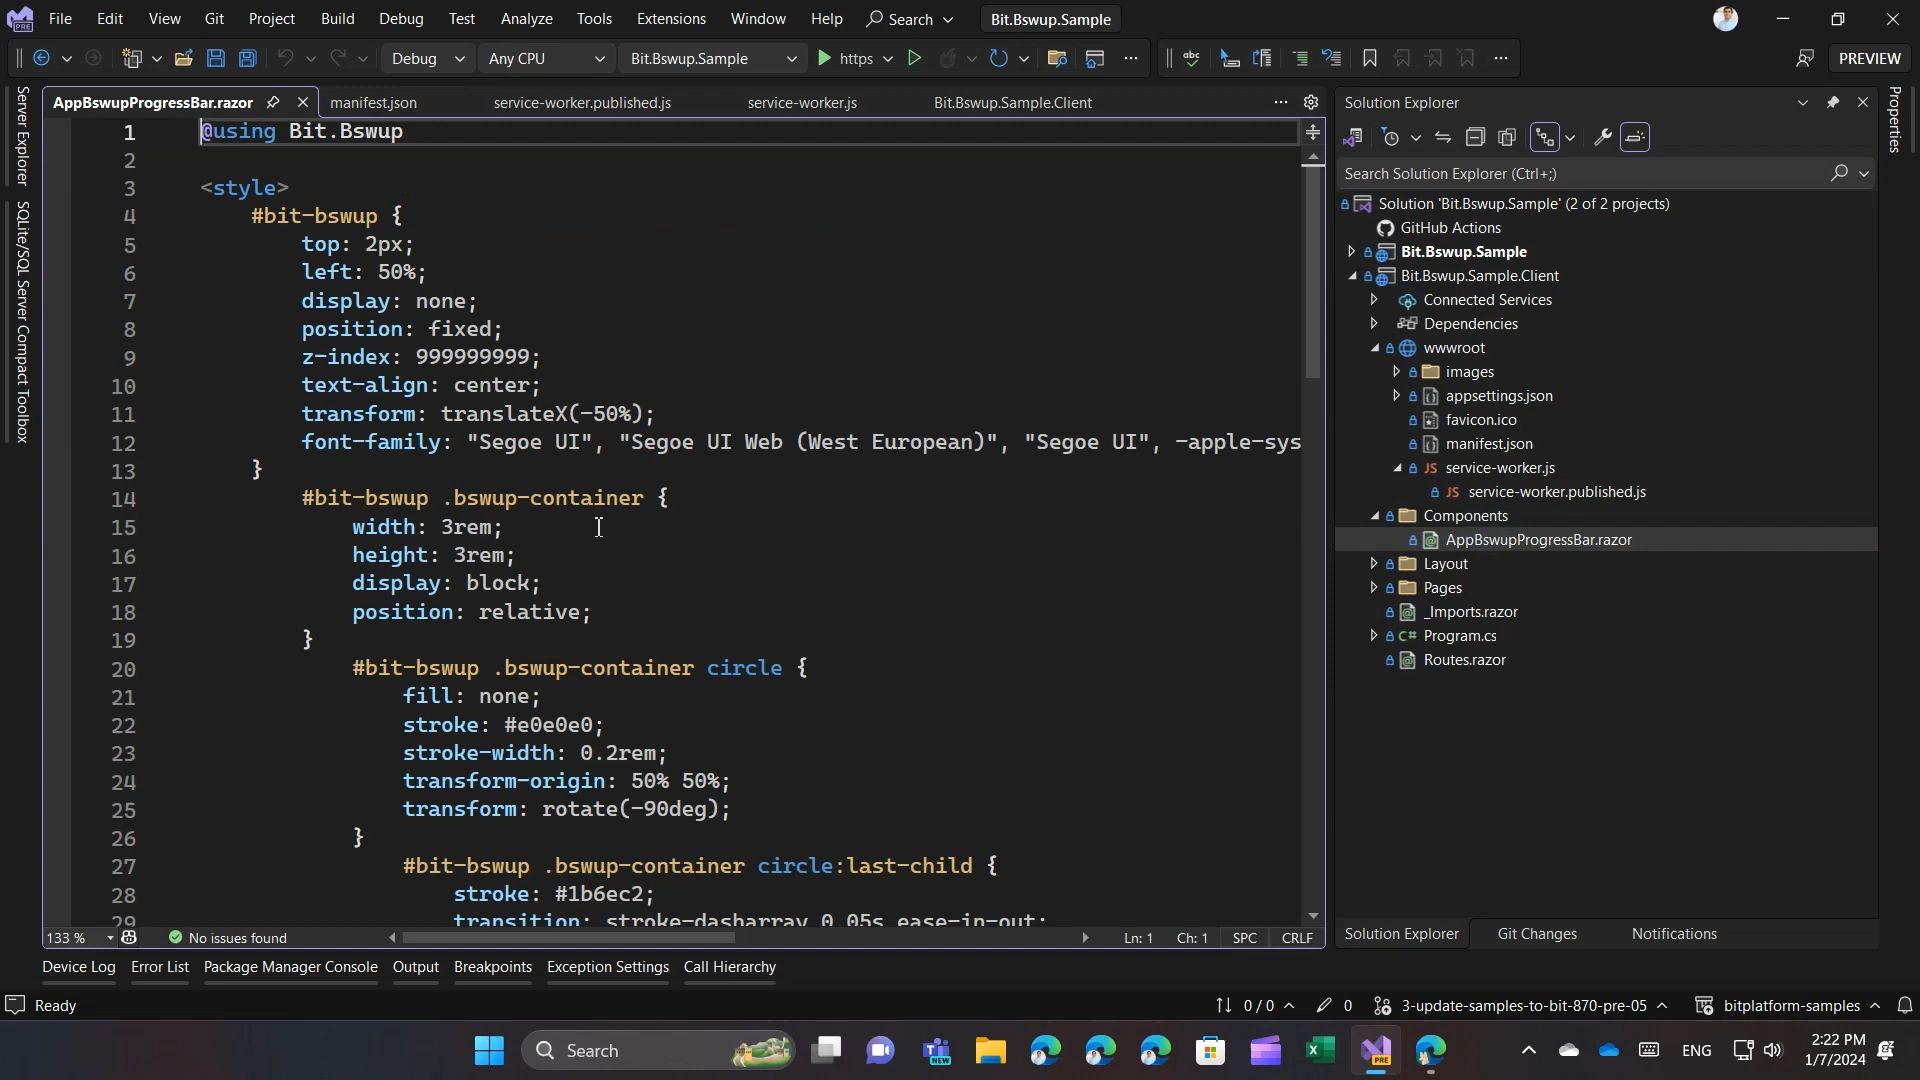 File Edit View Git Project Build Debug Test Analyze Tools Extensions Window Help Search Bit.Bswup.Sample
Debug Any CPU Bit.Bswup.Sample https PREVIEW
AppBswupProgressBar.razor manifest.json service-worker.published.js service-worker.js Bit.Bswup.Sample.Client
Server Explorer
SQLite/SQL Server Compact Toolbox
1 @using Bit.Bswup
2
3 <style>
4 #bit-bswup {
5 top: 2px;
6 left: 50%;
7 display: none;
8 position: fixed;
9 z-index: 999999999;
10 text-align: center;
11 transform: translateX(-50%);
12 font-family: "Segoe UI", "Segoe UI Web (West European)", "Segoe UI", -apple-sys
13 }
14 #bit-bswup .bswup-container {
15 width: 3rem;
16 height: 3rem;
17 display: block;
18 position: relative;
19 }
20 #bit-bswup .bswup-container circle {
21 fill: none;
22 stroke: #e0e0e0;
23 stroke-width: 0.2rem;
24 transform-origin: 50% 50%;
25 transform: rotate(-90deg);
26 }
27 #bit-bswup .bswup-container circle:last-child {
28 stroke: #1b6ec2;
29 transition: stroke-dasharray 0.05s ease-in-out;
133 % No issues found Ln: 1 Ch: 1 SPC CRLF
Solution Explorer
Search Solution Explorer (Ctrl+;)
Solution 'Bit.Bswup.Sample' (2 of 2 projects)
GitHub Actions
Bit.Bswup.Sample
Bit.Bswup.Sample.Client
Connected Services
Dependencies
wwwroot
images
appsettings.json
favicon.ico
manifest.json
JS service-worker.js
JS service-worker.published.js
Components
AppBswupProgressBar.razor
Layout
Pages
_Imports.razor
C# Program.cs
Routes.razor
Solution Explorer Git Changes Notifications
Properties
Device Log Error List Package Manager Console Output Breakpoints Exception Settings Call Hierarchy
Ready 0 / 0 0 3-update-samples-to-bit-870-pre-05 bitplatform-samples
Search ENG 2:22 PM
1/7/2024